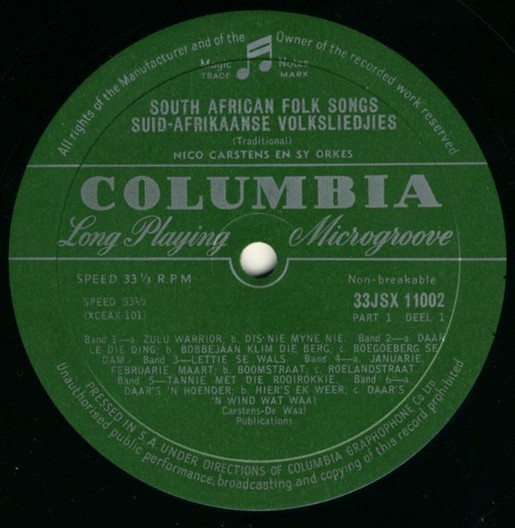 All rights of the Manufacturer and of the Owner of the recorded work reserved
Magic Notes
TRADE MARK
SOUTH AFRICAN FOLK SONGS
SUID-AFRIKAANSE VOLKSLIEDJIES
(Traditional)
NICO CARSTENS EN SY ORKES
COLUMBIA
Long Playing Microgroove
SPEED 33⅓ R.P.M Non-breakable
SPEED 33⅓ 33JSX 11002
(XCEAX 101) PART 1 DEEL 1
Band 1—a. ZULU WARRIOR; b. DIS·NIE MYNE NIE. Band 2—a. DAAR
LE DIE DING; b. BOBBEJAAN KLIM DIE BERG; c. BOEGOEBERG SE
DAM Band 3—LETTIE SE WALS. Band 4—a. JANUARIE,
FEBRUARIE, MAART; b. BOOMSTRAAT; c. ROELANDSTRAAT.
Band 5—TANNIE MET DIE ROOIROKKIE. Band 6—a.
DAAR'S 'N HOENDER; b. HIER'S EK WEER; c. DAAR'S
'N WIND WAT WAAI
Carstens-De Waal
Publications
PRESSED IN S.A. UNDER DIRECTIONS OF COLUMBIA GRAPHOPHONE Co Ltd
Unauthorised public performance, broadcasting and copying of this record prohibited